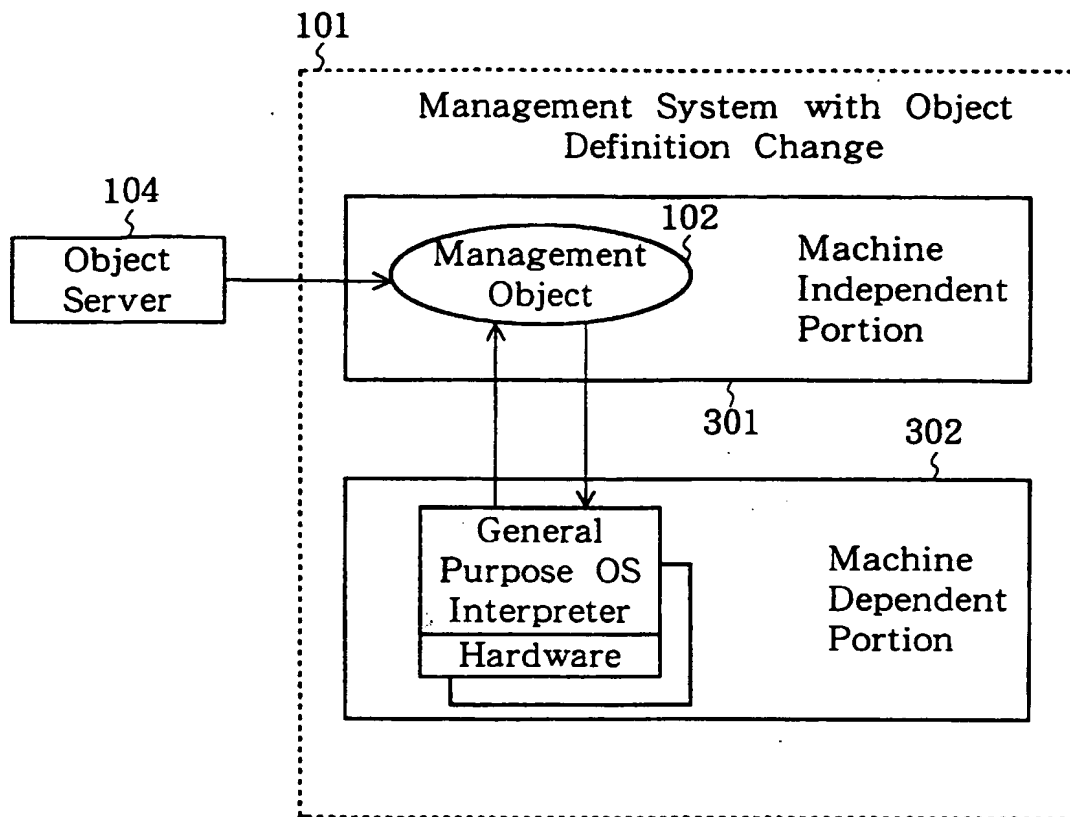 101
Management System with Object
Definition Change
104
Object
Server
102
Management
Object
Machine
Independent
Portion
301
302
General
Purpose OS
Interpreter
Hardware
Machine
Dependent
Portion